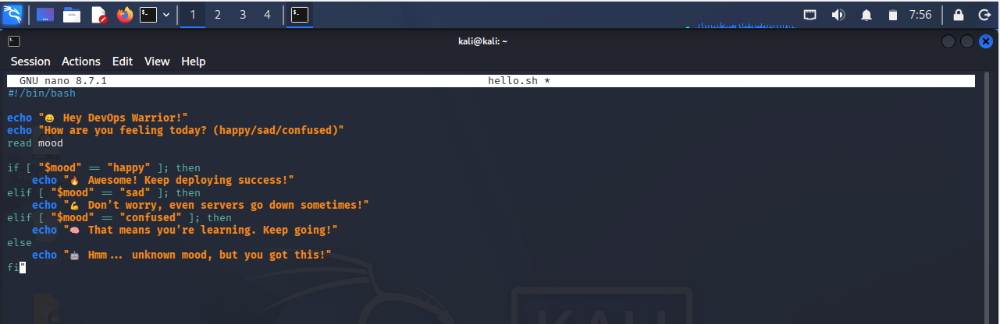 1 2 3 4 7:56
kali@kali: ~
Session Actions Edit View Help
GNU nano 8.7.1 hello.sh *
#!/bin/bash
echo "😄 Hey DevOps Warrior!"
echo "How are you feeling today? (happy/sad/confused)"
read mood
if [ "$mood" == "happy" ]; then
echo "🔥 Awesome! Keep deploying success!"
elif [ "$mood" == "sad" ]; then
echo "💪 Don’t worry, even servers go down sometimes!"
elif [ "$mood" == "confused" ]; then
echo "🧠 That means you’re learning. Keep going!"
else
echo "🤖 Hmm... unknown mood, but you got this!"
fi"
KALI